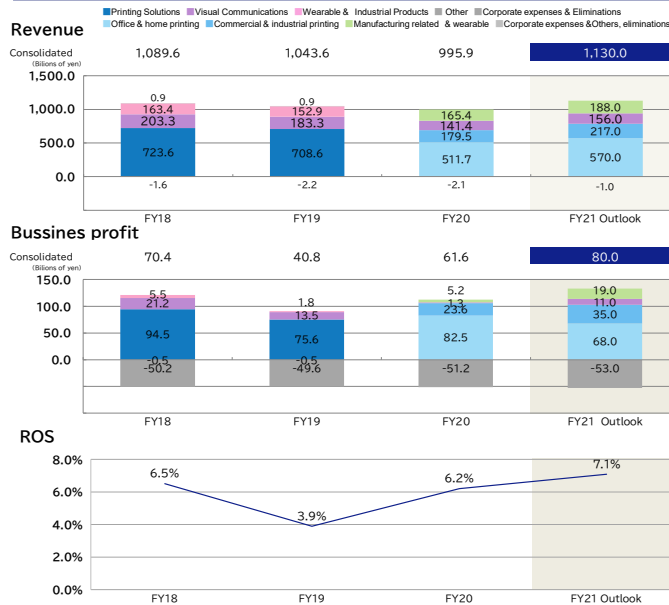 Printing Solutions Visual Communications Wearable & Industrial Products Other Corporate expenses & Eliminations
Office & home printing Commercial & industrial printing Manufacturing related & wearable Corporate expenses &Others, eliminations
Revenue
Consolidated 1,089.6 1,043.6 995.9 1,130.0
(Bilions of yen)
1,500.0
1,000.0
500.0
0.0
0.9 0.9
163.4 152.9 165.4 188.0
203.3 183.3 141.4 156.0
179.5 217.0
723.6 708.6 511.7 570.0
-1.6 -2.2 -2.1 -1.0
FY18 FY19 FY20 FY21 Outlook
Bussines profit
Consolidated 70.4 40.8 61.6 80.0
(Bilions of yen)
150.0
100.0
50.0
0.0
5.5 1.8 5.2 19.0
21.2 13.5 1.3 11.0
23.6 35.0
94.5 75.6 82.5 68.0
-0.5 -0.5
-50.2 -49.6 -51.2 -53.0
FY18 FY19 FY20 FY21 Outlook
ROS
8.0%
6.0%
4.0%
2.0%
0.0%
6.5% 3.9% 6.2% 7.1%
FY18 FY19 FY20 FY21 Outlook